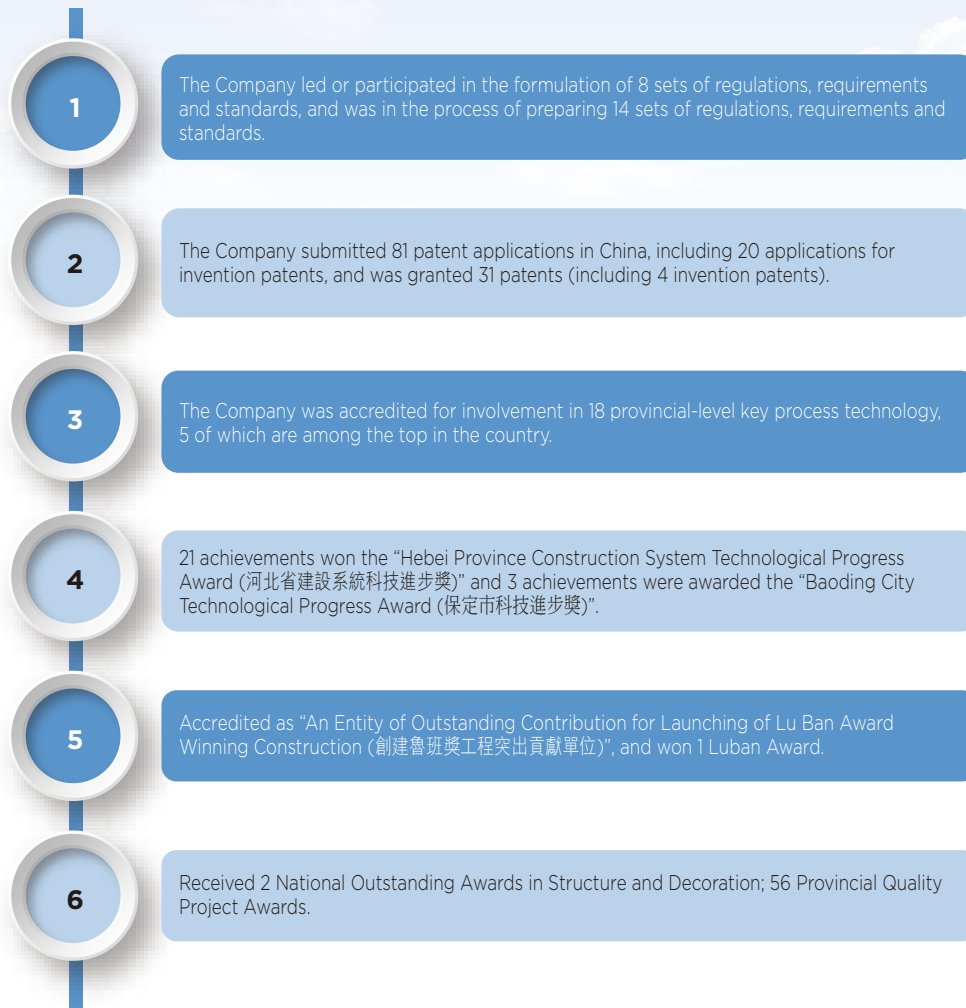 1
The Company led or participated in the formulation of 8 sets of regulations, requirements
and standards, and was in the process of preparing 14 sets of regulations, requirements and
standards.
2
The Company submitted 81 patent applications in China, including 20 applications for
invention patents, and was granted 31 patents (including 4 invention patents).
3
The Company was accredited for involvement in 18 provincial-level key process technology,
5 of which are among the top in the country.
4
21 achievements won the “Hebei Province Construction System Technological Progress
Award (河北省建設系統科技進步獎)” and 3 achievements were awarded the “Baoding City
Technological Progress Award (保定市科技進步獎)”.
5
Accredited as “An Entity of Outstanding Contribution for Launching of Lu Ban Award
Winning Construction (創建魯班獎工程突出貢獻單位)”, and won 1 Luban Award.
6
Received 2 National Outstanding Awards in Structure and Decoration; 56 Provincial Quality
Project Awards.